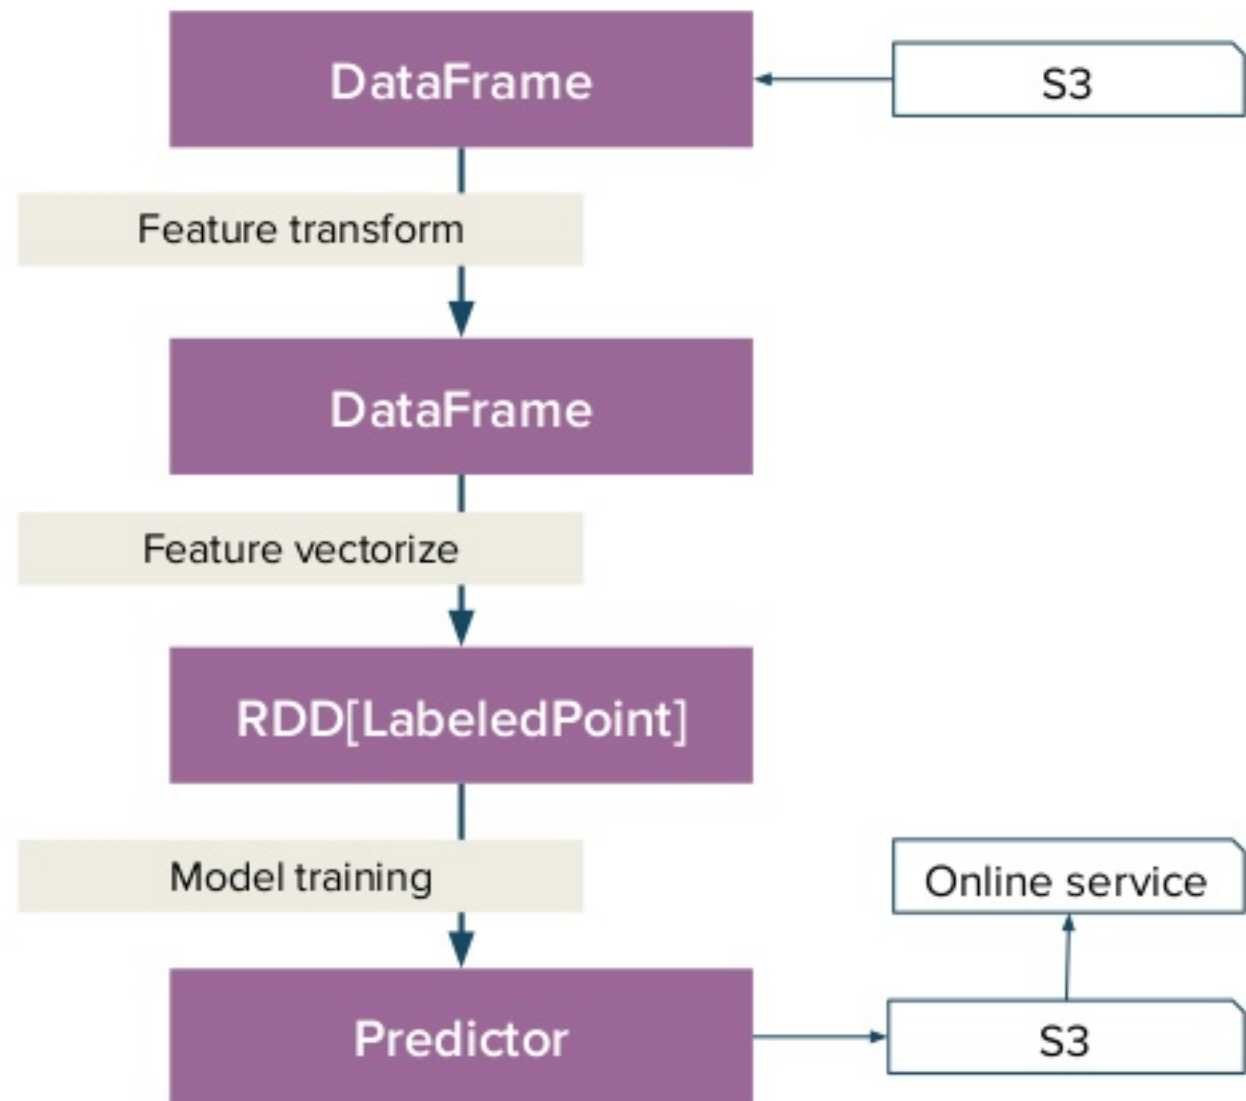 DataFrame
S3
Feature transform
DataFrame
Feature vectorize
RDD[LabeledPoint]
Model training
Online service
Predictor
S3